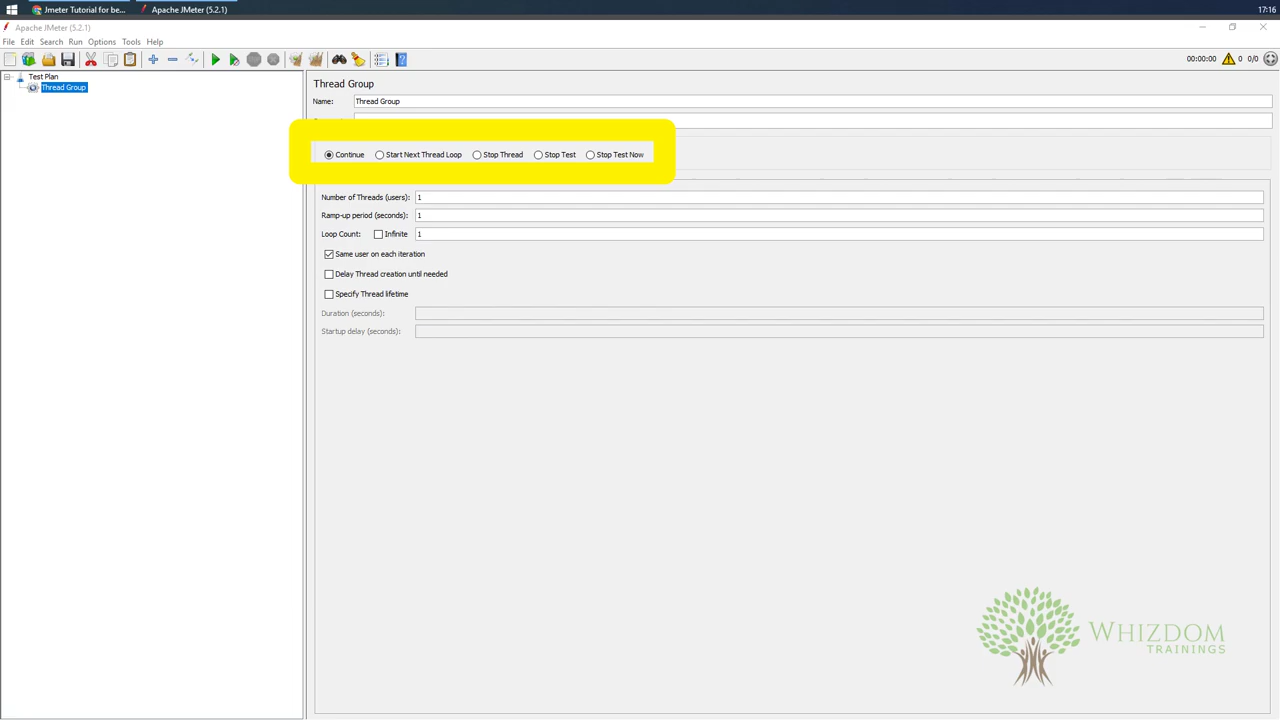 Jmeter Tutorial for be...
Apache JMeter (5.2.1)
17:16
Apache JMeter (5.2.1)
File Edit Search Run Options Tools Help
00:00:00 0 0/0
Test Plan
Thread Group
Thread Group
Name: Thread Group
Continue Start Next Thread Loop Stop Thread Stop Test Stop Test Now
Number of Threads (users): 1
Ramp-up period (seconds): 1
Loop Count: Infinite 1
Same user on each iteration
Delay Thread creation until needed
Specify Thread lifetime
Duration (seconds):
Startup delay (seconds):
WHIZDOM
TRAININGS